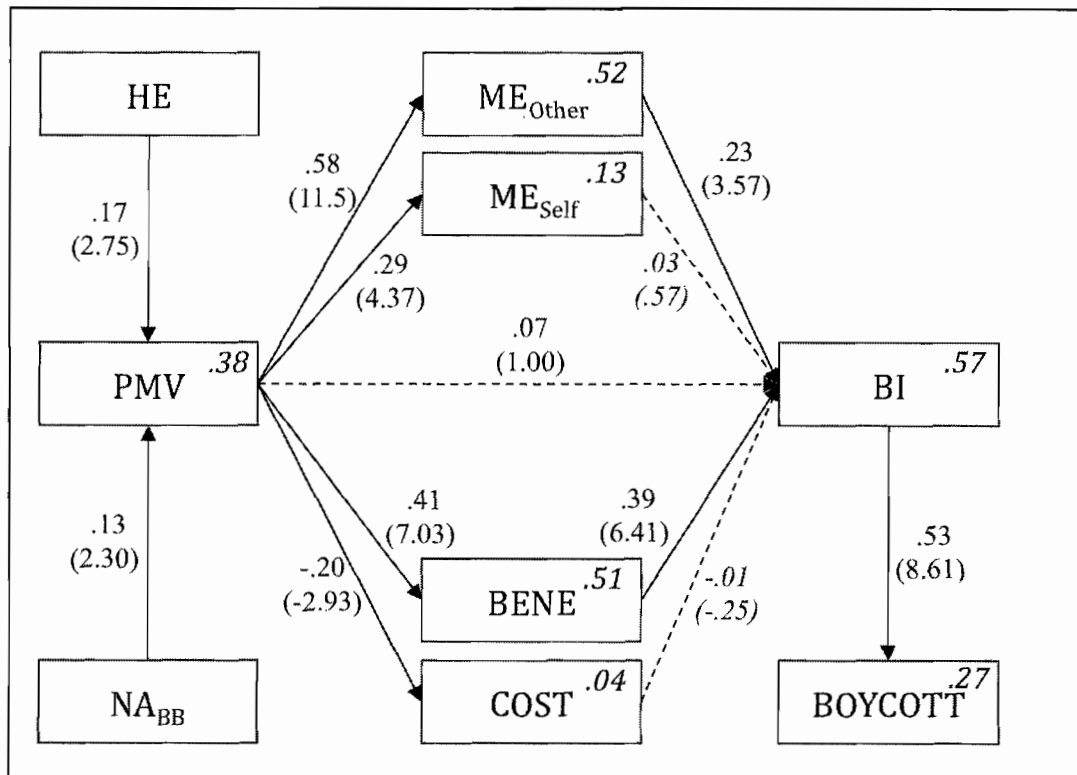 HE
.17
(2.75)
PMV .38
.13
(2.30)
NA_BB
.58
(11.5)
.29
(4.37)
.07
(1.00)
.41
(7.03)
-.20
(-2.93)
ME_Other .52
ME_Self .13
BENE .51
COST .04
.23
(3.57)
.03
(.57)
.39
(6.41)
-.01
(-.25)
BI .57
.53
(8.61)
BOYCOTT .27